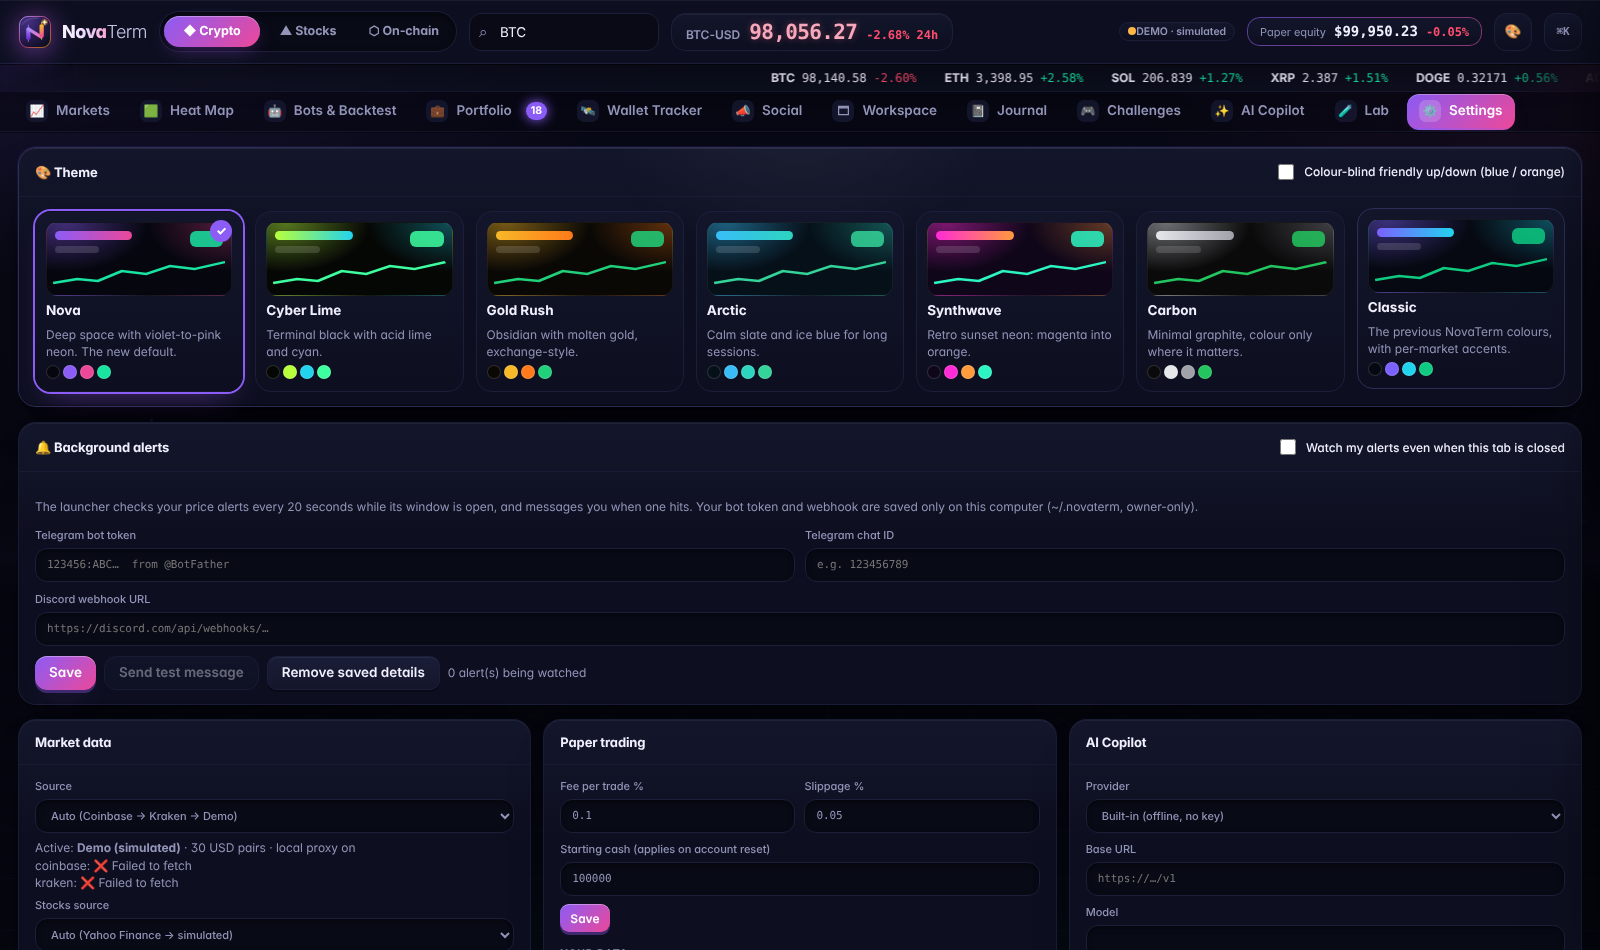 NovaTerm
Crypto
Stocks
On-chain
BTC
BTC-USD 98,056.27 -2.68% 24h
DEMO · simulated
Paper equity $99,950.23 -0.05%
⌘K
BTC 98,140.58 -2.60% ETH 3,398.95 +2.58% SOL 206.839 +1.27% XRP 2.387 +1.51% DOGE 0.32171 +0.56%
Markets
Heat Map
Bots & Backtest
Portfolio 18
Wallet Tracker
Social
Workspace
Journal
Challenges
AI Copilot
Lab
Settings
Theme
Colour-blind friendly up/down (blue / orange)
Nova
Deep space with violet-to-pink
neon. The new default.
Cyber Lime
Terminal black with acid lime
and cyan.
Gold Rush
Obsidian with molten gold,
exchange-style.
Arctic
Calm slate and ice blue for long
sessions.
Synthwave
Retro sunset neon: magenta into
orange.
Carbon
Minimal graphite, colour only
where it matters.
Classic
The previous NovaTerm colours,
with per-market accents.
Background alerts
Watch my alerts even when this tab is closed
The launcher checks your price alerts every 20 seconds while its window is open, and messages you when one hits. Your bot token and webhook are saved only on this computer (~/.novaterm, owner-only).
Telegram bot token
Telegram chat ID
123456:ABC… from @BotFather
e.g. 123456789
Discord webhook URL
https://discord.com/api/webhooks/…
Save
Send test message
Remove saved details
0 alert(s) being watched
Market data
Source
Auto (Coinbase → Kraken → Demo)
Active: Demo (simulated) · 30 USD pairs · local proxy on
coinbase: ❌ Failed to fetch
kraken: ❌ Failed to fetch
Stocks source
Auto (Yahoo Finance → simulated)
Paper trading
Fee per trade %
Slippage %
0.1
0.05
Starting cash (applies on account reset)
100000
Save
AI Copilot
Provider
Built-in (offline, no key)
Base URL
https://…/v1
Model